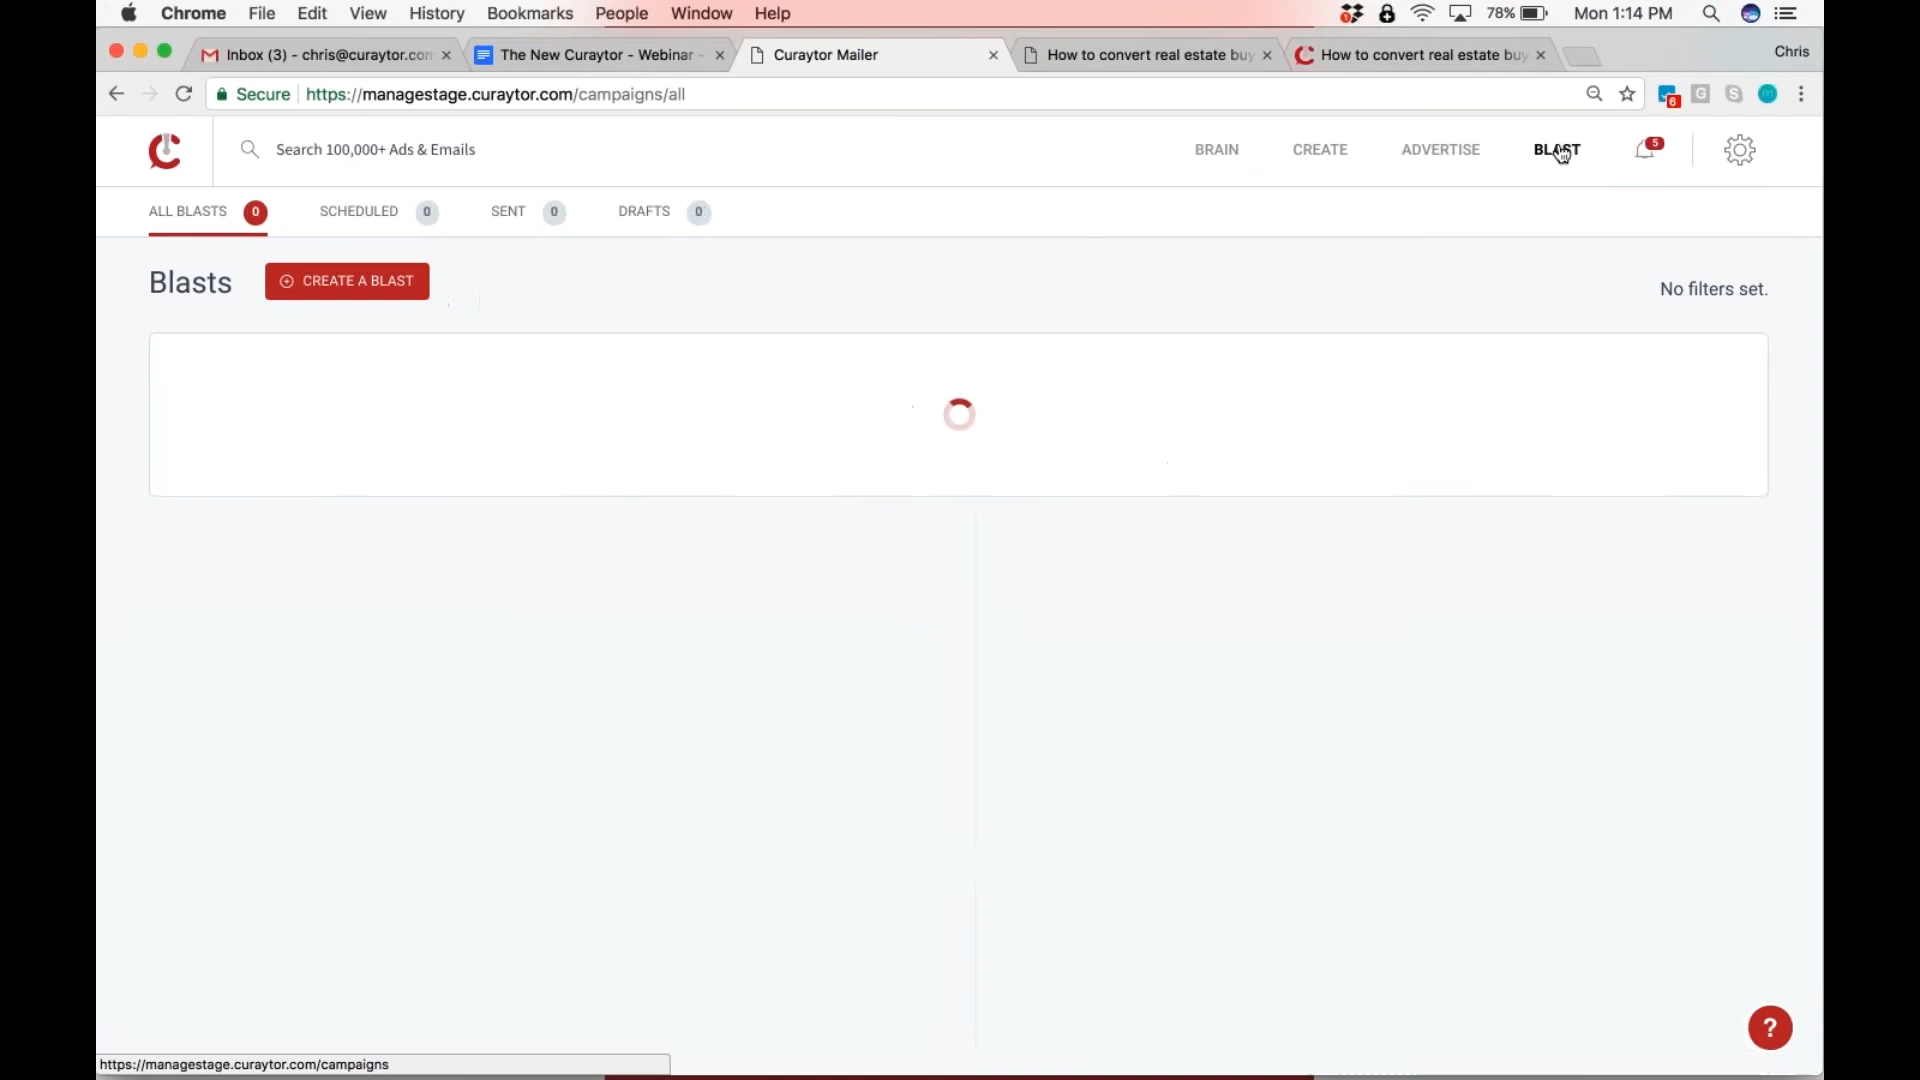 Chrome File Edit View History Bookmarks People Window Help 78% Mon 1:14 PM
Inbox (3) - chris@curaytor.com The New Curaytor - Webinar - Curaytor Mailer How to convert real estate buy How to convert real estate buy Chris
Secure https://managestage.curaytor.com/campaigns/all 6 G S
Search 100,000+ Ads & Emails BRAIN CREATE ADVERTISE BLAST 5
ALL BLASTS 0 SCHEDULED 0 SENT 0 DRAFTS 0
Blasts CREATE A BLAST No filters set.
?
https://managestage.curaytor.com/campaigns